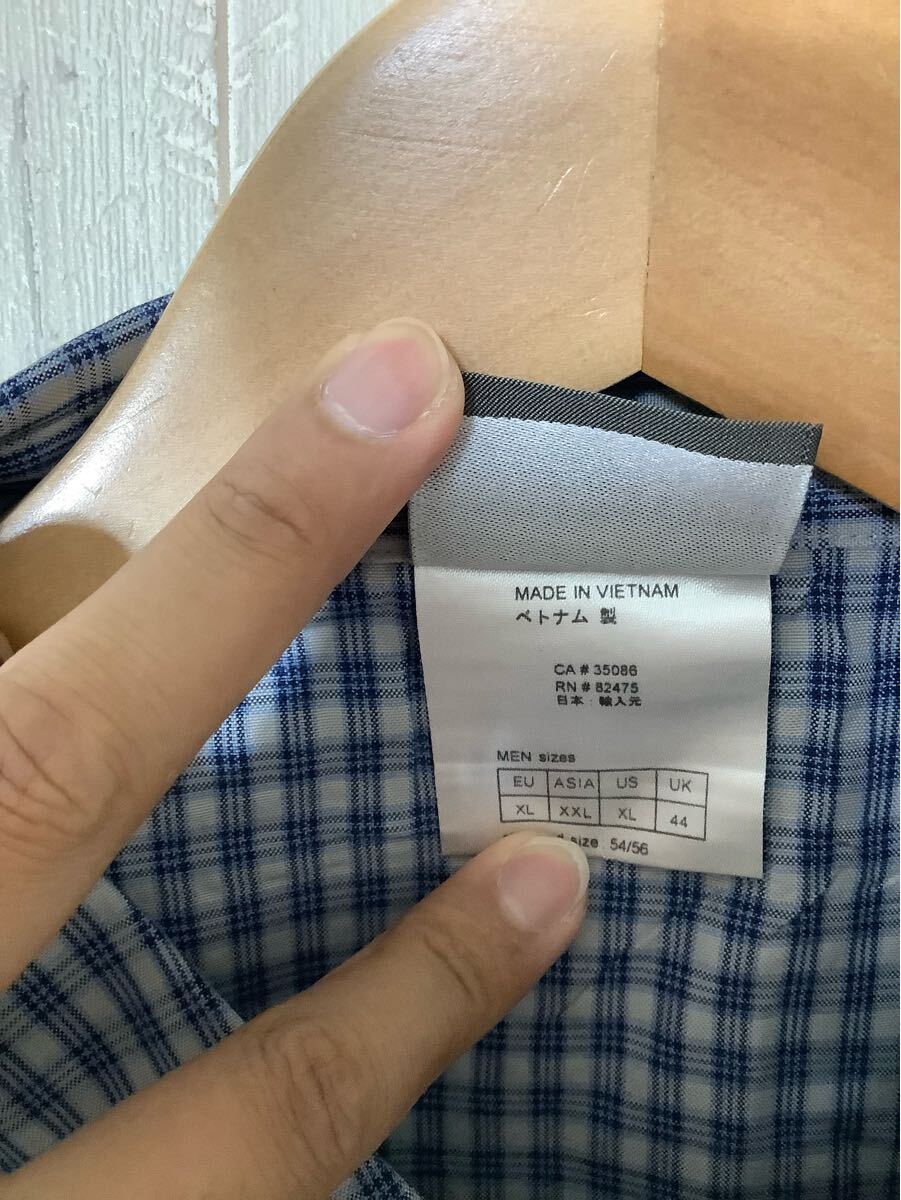 MADE IN VIETNAM
ベトナム 製
CA # 35086
RN # 82475
日本 : 輸入元
MEN sizes
EU ASIA US UK
XL XXL XL 44
size : 54/56